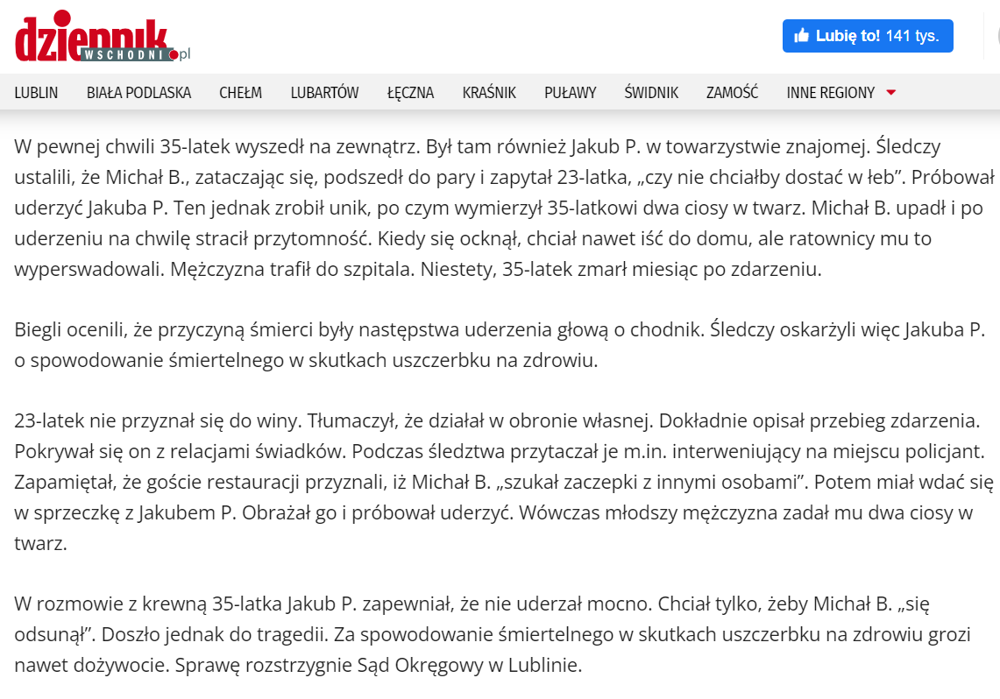 dziennik
WSCHODNI.pl
Lubię to! 141 tys.
LUBLIN BIAŁA PODLASKA CHEŁM LUBARTÓW ŁĘCZNA KRAŚNIK PUŁAWY ŚWIDNIK ZAMOŚĆ INNE REGIONY
W pewnej chwili 35-latek wyszedł na zewnątrz. Był tam również Jakub P. w towarzystwie znajomej. Śledczy
ustalili, że Michał B., zataczając się, podszedł do pary i zapytał 23-latka, „czy nie chciałby dostać w łeb”. Próbował
uderzyć Jakuba P. Ten jednak zrobił unik, po czym wymierzył 35-latkowi dwa ciosy w twarz. Michał B. upadł i po
uderzeniu na chwilę stracił przytomność. Kiedy się ocknął, chciał nawet iść do domu, ale ratownicy mu to
wyperswadowali. Mężczyzna trafił do szpitala. Niestety, 35-latek zmarł miesiąc po zdarzeniu.
Biegli ocenili, że przyczyną śmierci były następstwa uderzenia głową o chodnik. Śledczy oskarżyli więc Jakuba P.
o spowodowanie śmiertelnego w skutkach uszczerbku na zdrowiu.
23-latek nie przyznał się do winy. Tłumaczył, że działał w obronie własnej. Dokładnie opisał przebieg zdarzenia.
Pokrywał się on z relacjami świadków. Podczas śledztwa przytaczał je m.in. interweniujący na miejscu policjant.
Zapamiętał, że goście restauracji przyznali, iż Michał B. „szukał zaczepki z innymi osobami”. Potem miał wdać się
w sprzeczkę z Jakubem P. Obrażał go i próbował uderzyć. Wówczas młodszy mężczyzna zadał mu dwa ciosy w
twarz.
W rozmowie z krewną 35-latka Jakub P. zapewniał, że nie uderzał mocno. Chciał tylko, żeby Michał B. „się
odsunął”. Doszło jednak do tragedii. Za spowodowanie śmiertelnego w skutkach uszczerbku na zdrowiu grozi
nawet dożywocie. Sprawę rozstrzygnie Sąd Okręgowy w Lublinie.